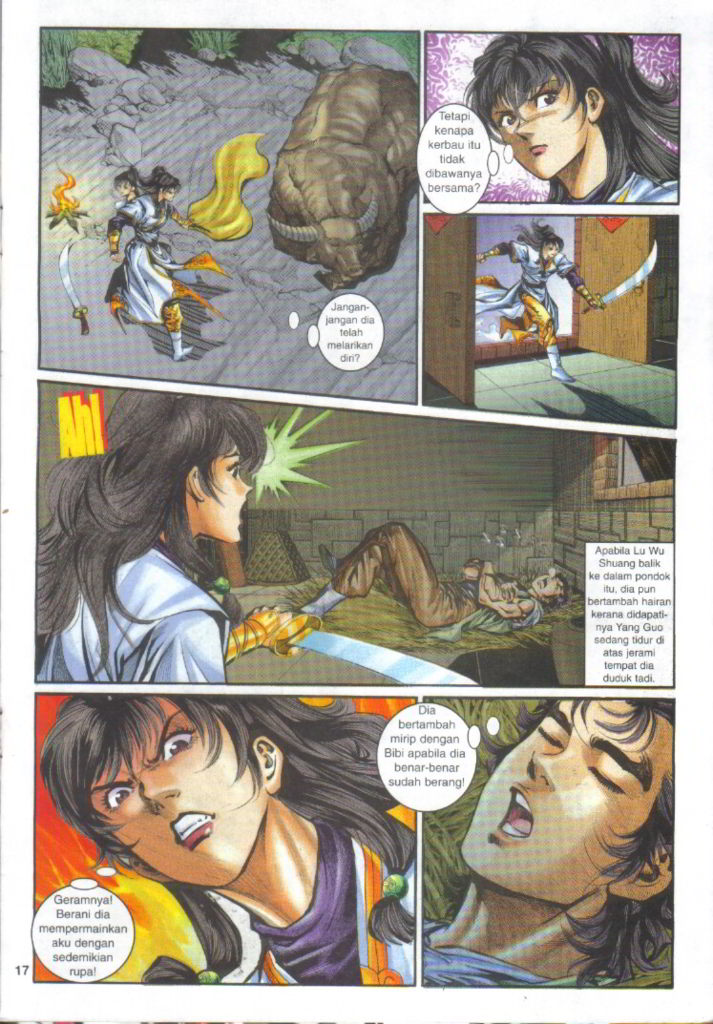 Jangan-
jangan dia
telah
melarikan
diri?
Tetapi
kenapa
kerbau itu
tidak
dibawanya
bersama?
Ah!
Apabila Lu Wu
Shuang balik
ke dalam pondok
itu, dia pun
bertambah hairan
kerana didapati-
nya Yang Guo
sedang tidur di
atas jerami
tempat dia
duduk tadi.
Geramnya!
Berani dia
mempermainkan
aku dengan
sedemikian
rupa!
Dia
bertambah
mirip dengan
Bibi apabila dia
benar-benar
sudah berang!
17